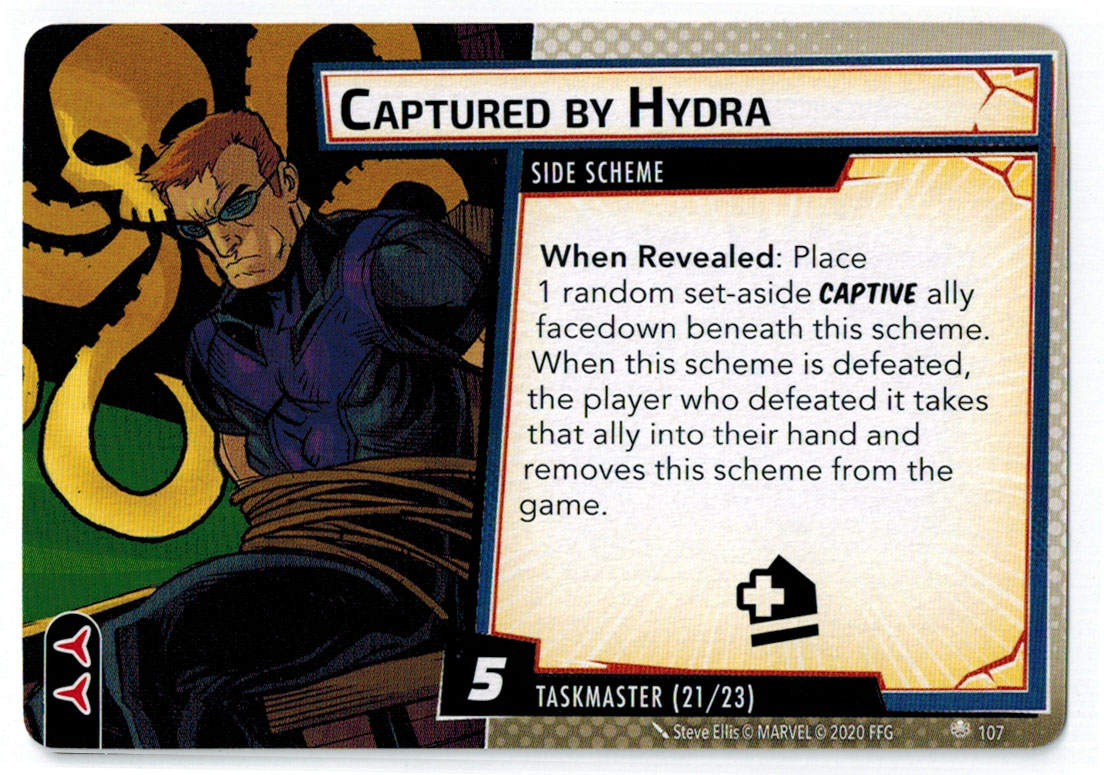 CAPTURED BY HYDRA
SIDE SCHEME
When Revealed: Place
1 random set-aside CAPTIVE ally
facedown beneath this scheme.
When this scheme is defeated,
the player who defeated it takes
that ally into their hand and
removes this scheme from the
game.
5
TASKMASTER (21/23)
Steve Ellis © MARVEL © 2020 FFG
107